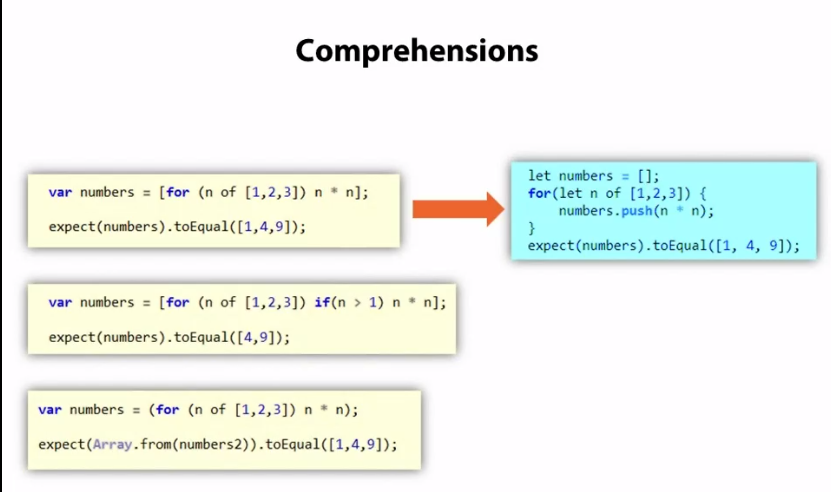 Comprehensions
var numbers = [for (n of [1,2,3]) n * n];
expect(numbers).toEqual([1,4,9]);
let numbers = [];
for(let n of [1,2,3]) {
    numbers.push(n * n);
}
expect(numbers).toEqual([1, 4, 9]);
var numbers = [for (n of [1,2,3]) if(n > 1) n * n];
expect(numbers).toEqual([4,9]);
var numbers = (for (n of [1,2,3]) n * n);
expect(Array.from(numbers2)).toEqual([1,4,9]);